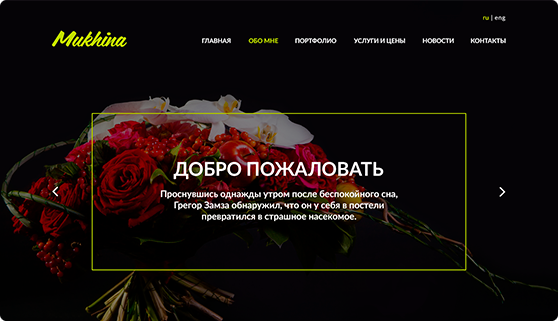 ru | eng
Mukhina
ГЛАВНАЯ ОБО МНЕ ПОРТФОЛИО УСЛУГИ И ЦЕНЫ НОВОСТИ КОНТАКТЫ
ДОБРО ПОЖАЛОВАТЬ
Проснувшись однажды утром после беспокойного сна,
Грегор Замза обнаружил, что он у себя в постели
превратился в страшное насекомое.